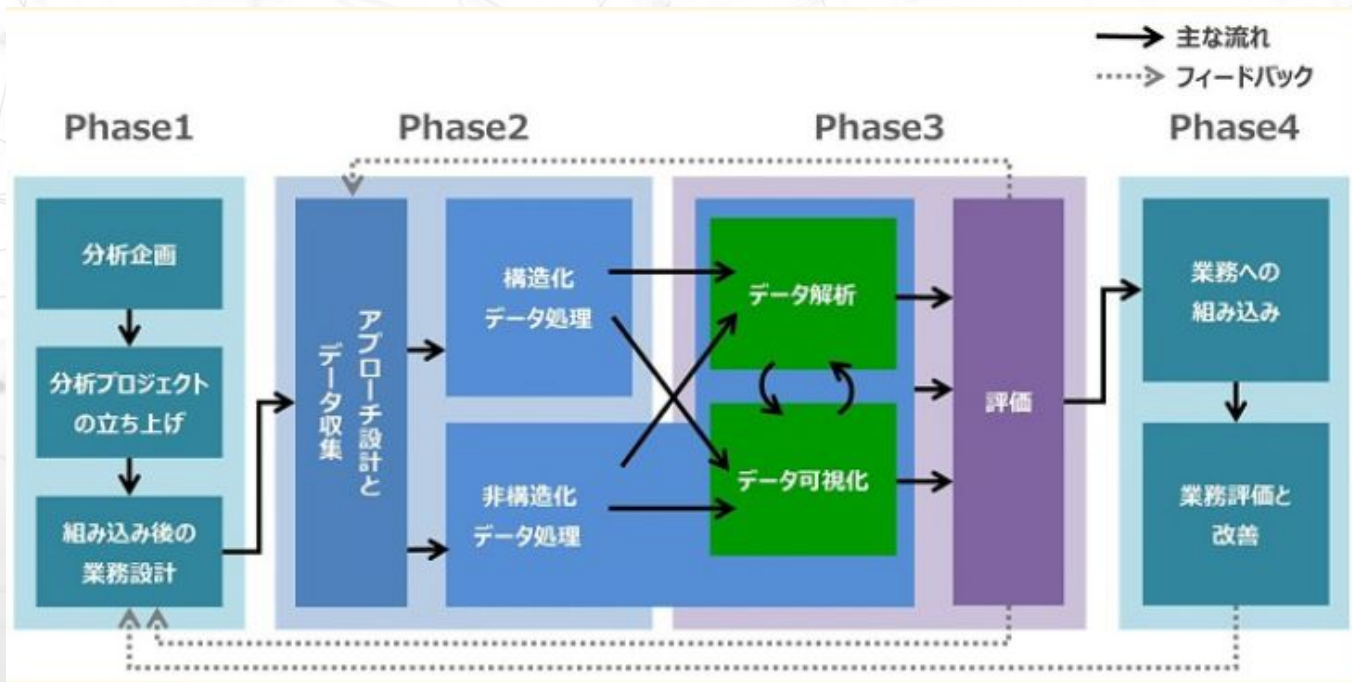 主な流れ
フィードバック
Phase1
Phase2
Phase3
Phase4
分析企画
分析プロジェクト
の立ち上げ
組み込み後の
業務設計
アプローチ設計と
データ収集
構造化
データ処理
非構造化
データ処理
データ解析
データ可視化
評価
業務への
組み込み
業務評価と
改善